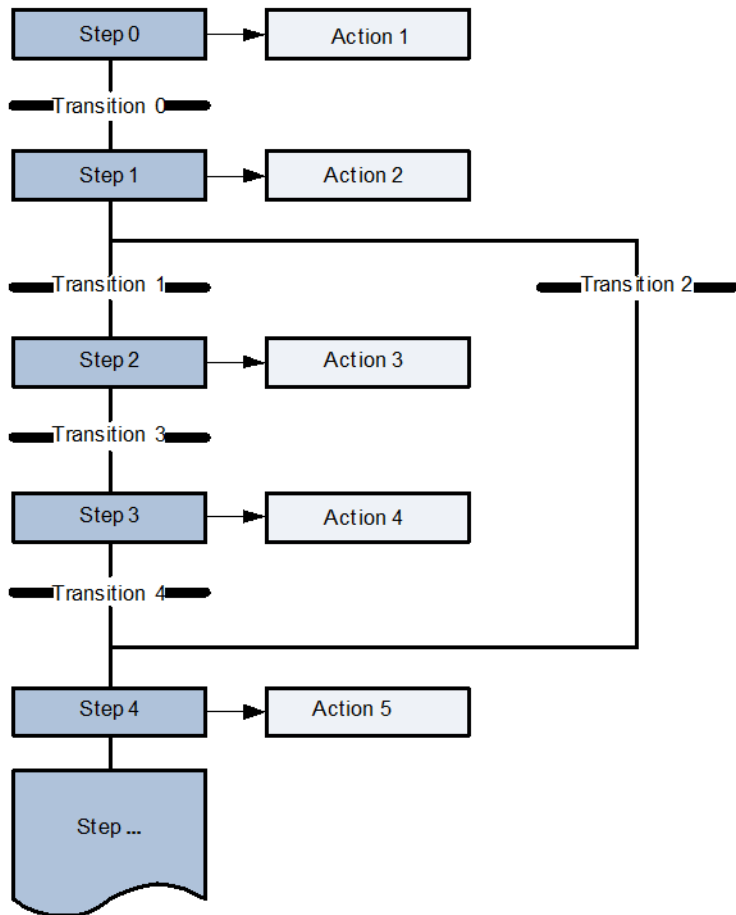 Step 0
Action 1
Transition 0
Step 1
Action 2
Transition 1
Transition 2
Step 2
Action 3
Transition 3
Step 3
Action 4
Transition 4
Step 4
Action 5
Step ...